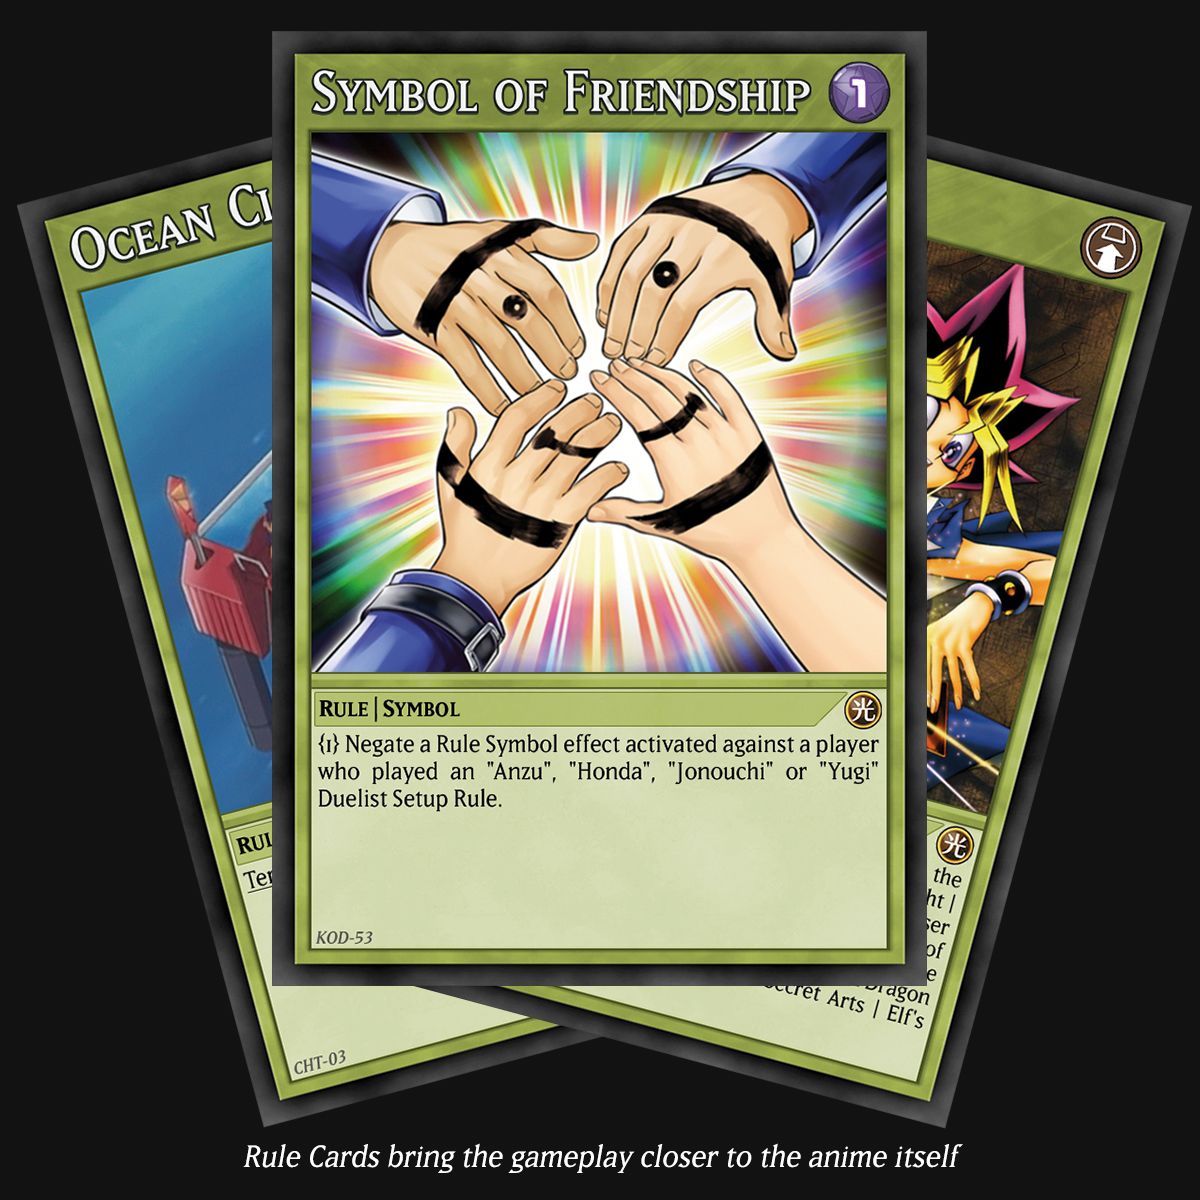 SYMBOL OF FRIENDSHIP
1
OCEAN
光
RULE | SYMBOL
{1} Negate a Rule Symbol effect activated against a player
who played an "Anzu", "Honda", "Jonouchi" or "Yugi"
Duelist Setup Rule.
KOD-53
CHT-03
光
the
of
Dragon
Arts | Elf's
Rule Cards bring the gameplay closer to the anime itself